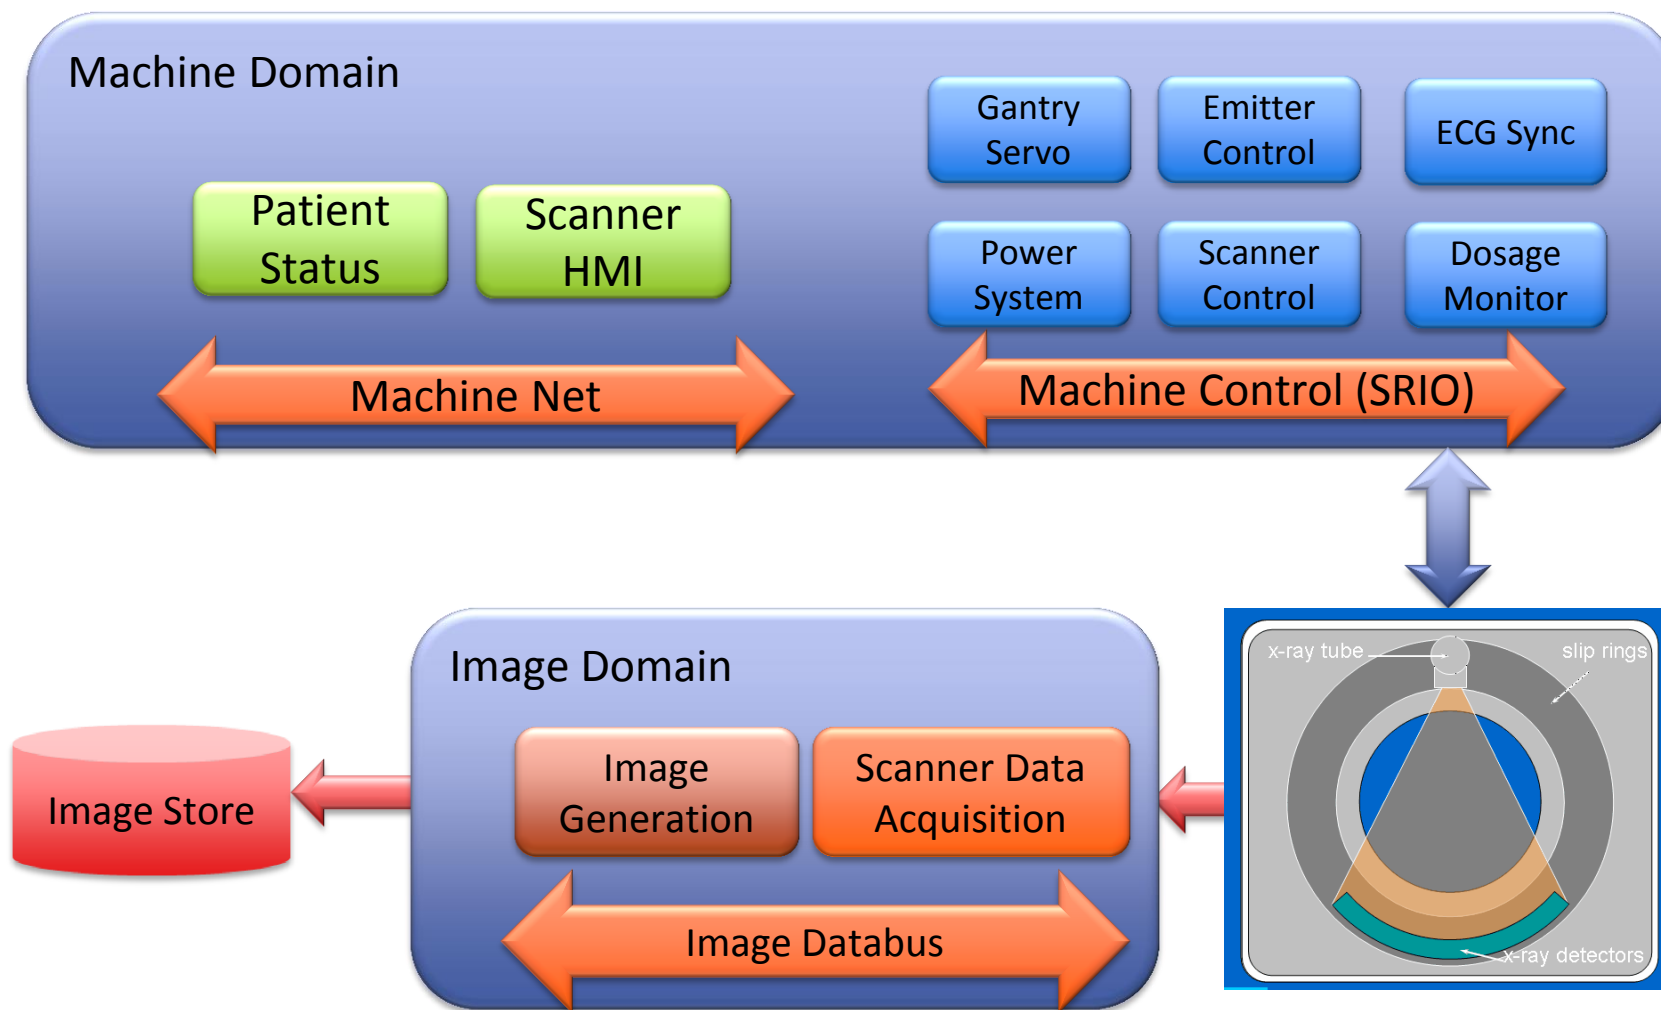 Machine Domain
Gantry
Servo
Emitter
Control
ECG Sync
Patient
Status
Scanner
HMI
Power
System
Scanner
Control
Dosage
Monitor
Machine Net
Machine Control (SRIO)
Image Domain
x-ray tube
slip rings
Image Store
Image
Generation
Scanner Data
Acquisition
Image Databus
x-ray detectors